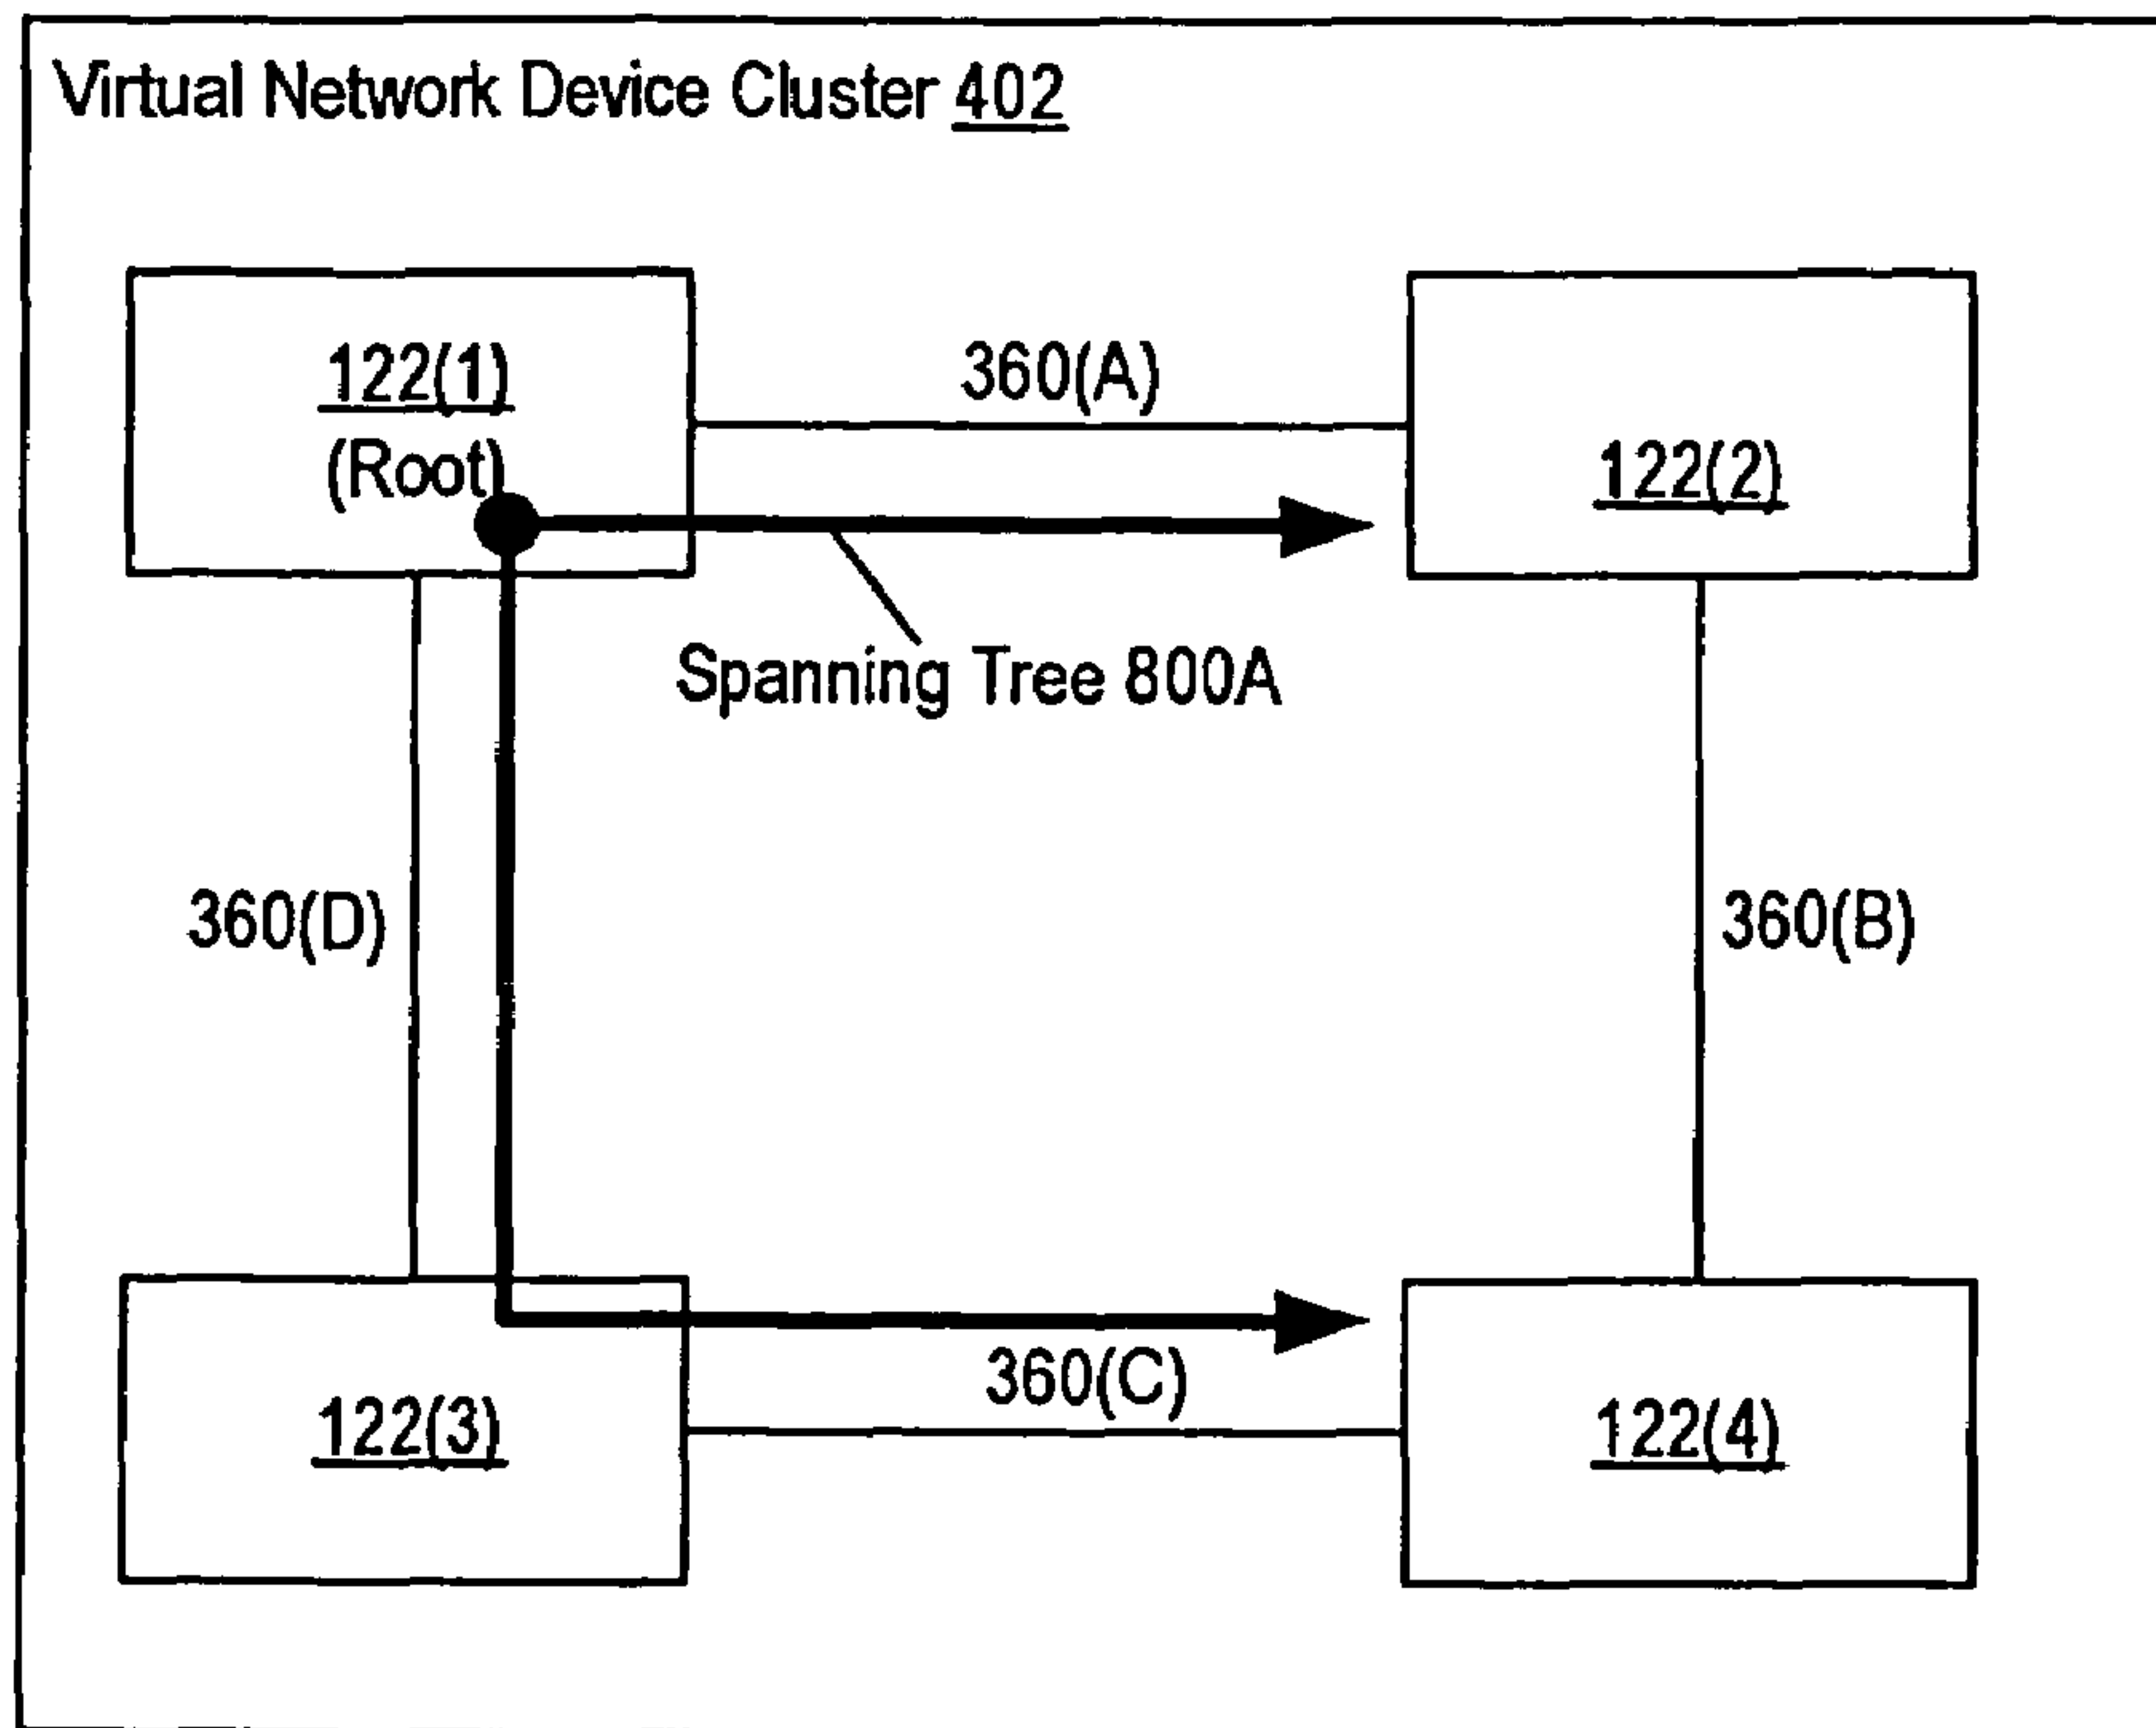 Virtual Network Device Cluster 402
122(1)
(Root)
360(A)
122(2)
Spanning Tree 800A
360(D)
360(B)
360(C)
122(3)
122(4)